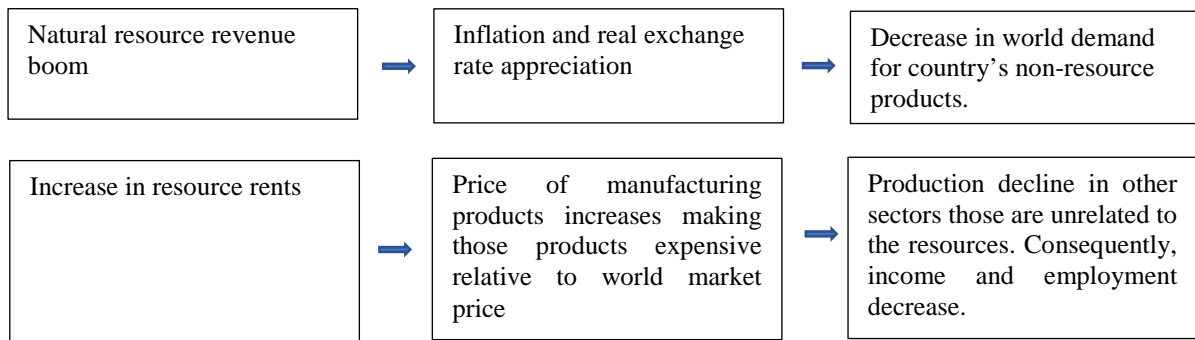 Natural resource revenue
boom
Inflation and real exchange
rate appreciation
Decrease in world demand
for country’s non-resource
products.
Increase in resource rents
Price of manufacturing
products increases making
those products expensive
relative to world market
price
Production decline in other
sectors those are unrelated to
the resources. Consequently,
income and employment
decrease.